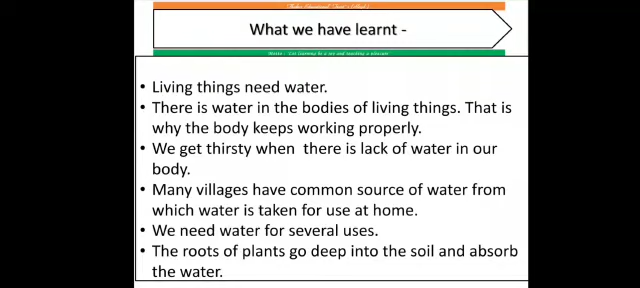 What we have learnt -
• Living things need water.
• There is water in the bodies of living things. That is
why the body keeps working properly.
• We get thirsty when there is lack of water in our
body.
• Many villages have common source of water from
which water is taken for use at home.
• We need water for several uses.
• The roots of plants go deep into the soil and absorb
the water.